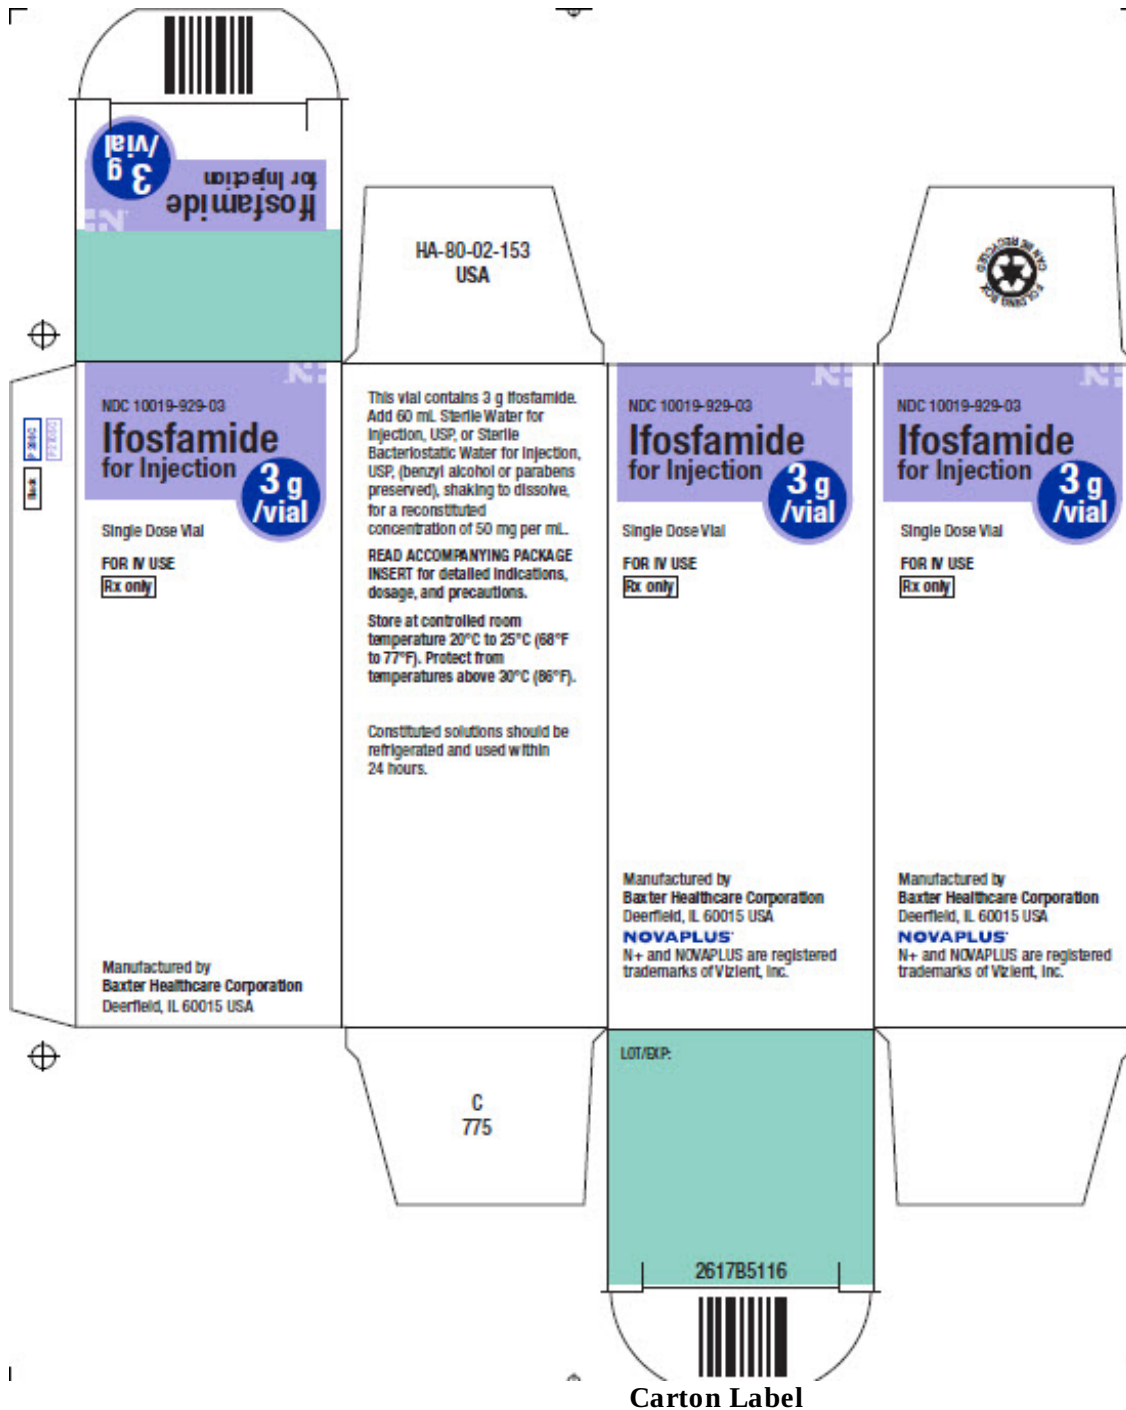 3 g
/vial
Ifosfamide
for Injection
HA-80-02-153
USA
FOLDING BOX
CAN BE RECYCLED
Black
NDC 10019-929-03
Ifosfamide
for Injection
3 g
/vial
Single Dose Vial
FOR IV USE
Rx only
Manufactured by
Baxter Healthcare Corporation
Deerfield, IL 60015 USA
This vial contains 3 g Ifosfamide.
Add 60 mL Sterile Water for
Injection, USP, or Sterile
Bacteriostatic Water for Injection,
USP, (benzyl alcohol or parabens
preserved), shaking to dissolve,
for a reconstituted
concentration of 50 mg per mL.
READ ACCOMPANYING PACKAGE
INSERT for detailed indications,
dosage, and precautions.
Store at controlled room
temperature 20°C to 25°C (68°F
to 77°F). Protect from
temperatures above 30°C (86°F).
Constituted solutions should be
refrigerated and used within
24 hours.
NDC 10019-929-03
Ifosfamide
for Injection
3 g
/vial
Single Dose Vial
FOR IV USE
Rx only
Manufactured by
Baxter Healthcare Corporation
Deerfield, IL 60015 USA
NOVAPLUS
N+ and NOVAPLUS are registered
trademarks of Vizient, Inc.
NDC 10019-929-03
Ifosfamide
for Injection
3 g
/vial
Single Dose Vial
FOR IV USE
Rx only
Manufactured by
Baxter Healthcare Corporation
Deerfield, IL 60015 USA
NOVAPLUS
N+ and NOVAPLUS are registered
trademarks of Vizient, Inc.
C
775
LOT/EXP:
2617B5116
Carton Label